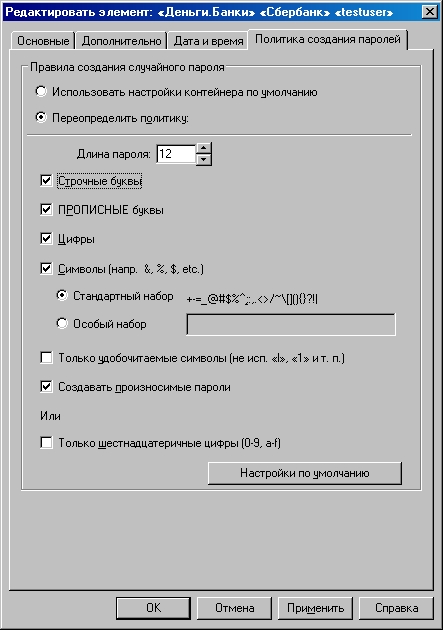 Редактировать элемент: «Деньги.Банки» «Сбербанк» «testuser»
Основные Дополнительно Дата и время Политика создания паролей
Правила создания случайного пароля
Использовать настройки контейнера по умолчанию
Переопределить политику:
Длина пароля: 12
Строчные буквы
ПРОПИСНЫЕ буквы
Цифры
Символы (напр. &, %, $, etc.)
Стандартный набор +-=_@#$%^;:,.<>/~\[](){}?!|
Особый набор
Только удобочитаемые символы (не исп. «l», «1» и т. п.)
Создавать произносимые пароли
Или
Только шестнадцатеричные цифры (0-9, a-f)
Настройки по умолчанию
OK Отмена Применить Справка